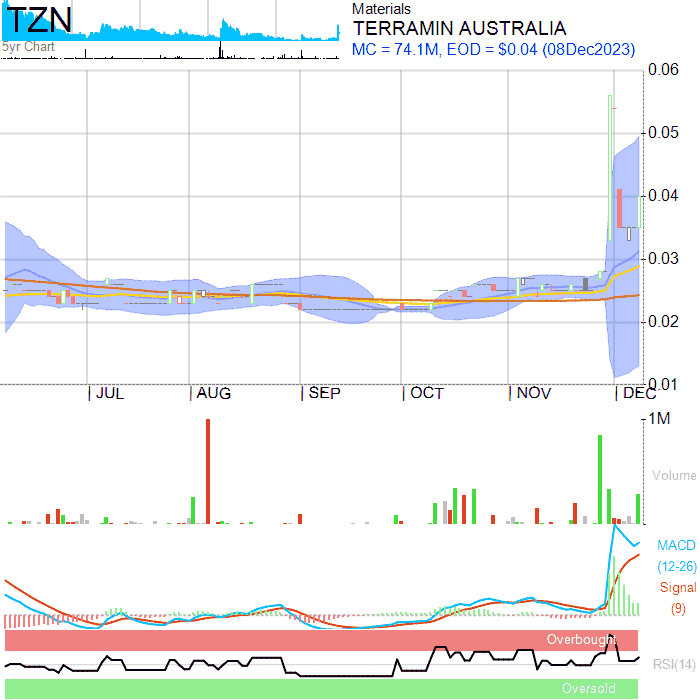 TZN
5yr Chart
Materials
TERRAMIN AUSTRALIA
MC = 74.1M, EOD = $0.04 (08Dec2023)
0.06
0.05
0.04
0.03
0.02
0.01
JUL AUG SEP OCT NOV DEC
1M
Volume
MACD
(12-26)
Signal
(9)
Overbought
RSI(14)
Oversold